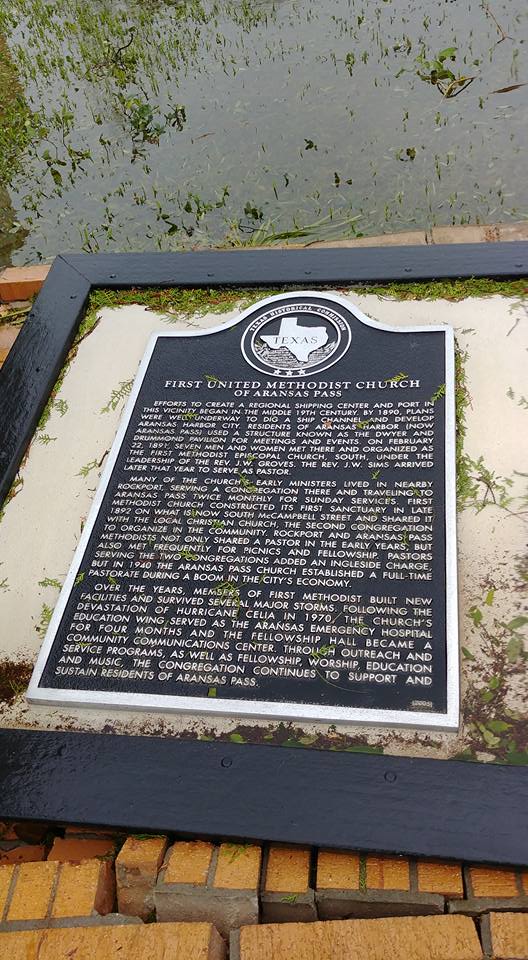 TEXAS HISTORICAL COMMISSION
TEXAS
FIRST UNITED METHODIST CHURCH
OF ARANSAS PASS
EFFORTS TO CREATE A REGIONAL SHIPPING CENTER AND PORT IN
THIS VICINITY BEGAN IN THE MIDDLE 19TH CENTURY. BY 1890, PLANS
WERE WELL UNDERWAY TO DIG A SHIP CHANNEL AND DEVELOP
ARANSAS HARBOR CITY. RESIDENTS OF ARANSAS HARBOR (NOW
ARANSAS PASS) USED A STRUCTURE KNOWN AS THE DWYER AND
DRUMMOND PAVILION FOR MEETINGS AND EVENTS. ON FEBRUARY
22, 1891, SEVEN MEN AND WOMEN MET THERE AND ORGANIZED AS
THE FIRST METHODIST EPISCOPAL CHURCH, SOUTH, UNDER THE
LEADERSHIP OF THE REV. J.W. GROVES. THE REV. J.W. SIMS ARRIVED
LATER THAT YEAR TO SERVE AS PASTOR.
MANY OF THE CHURCH'S EARLY MINISTERS LIVED IN NEARBY
ROCKPORT, SERVING A CONGREGATION THERE AND TRAVELING TO
ARANSAS PASS TWICE MONTHLY FOR SUNDAY SERVICES. FIRST
METHODIST CHURCH CONSTRUCTED ITS FIRST SANCTUARY IN LATE
1892 ON WHAT IS NOW SOUTH McCAMPBELL STREET AND SHARED IT
WITH THE LOCAL CHRISTIAN CHURCH, THE SECOND CONGREGATION
TO ORGANIZE IN THE COMMUNITY. ROCKPORT AND ARANSAS PASS
METHODISTS NOT ONLY SHARED A PASTOR IN THE EARLY YEARS, BUT
ALSO MET FREQUENTLY FOR PICNICS AND FELLOWSHIP. PASTORS
SERVING THE TWO CONGREGATIONS ADDED AN INGLESIDE CHARGE,
BUT IN THE ARANSAS PASS CHURCH ESTABLISHED A FULL-TIME
PASTORATE DURING A BOOM IN THE CITY'S ECONOMY.
OVER THE YEARS, MEMBERS OF FIRST METHODIST BUILT NEW
FACILITIES AND SURVIVED SEVERAL MAJOR STORMS. FOLLOWING THE
DEVASTATION OF HURRICANE CELIA IN 1970, THE CHURCH'S
EDUCATION WING SERVED AS THE ARANSAS EMERGENCY HOSPITAL
FOR FOUR MONTHS AND THE FELLOWSHIP HALL BECAME A
COMMUNITY COMMUNICATIONS CENTER. THROUGH OUTREACH AND
SERVICE PROGRAMS, AS WELL AS FELLOWSHIP, WORSHIP, EDUCATION
AND MUSIC, THE CONGREGATION CONTINUES TO SUPPORT AND
SUSTAIN RESIDENTS OF ARANSAS PASS.